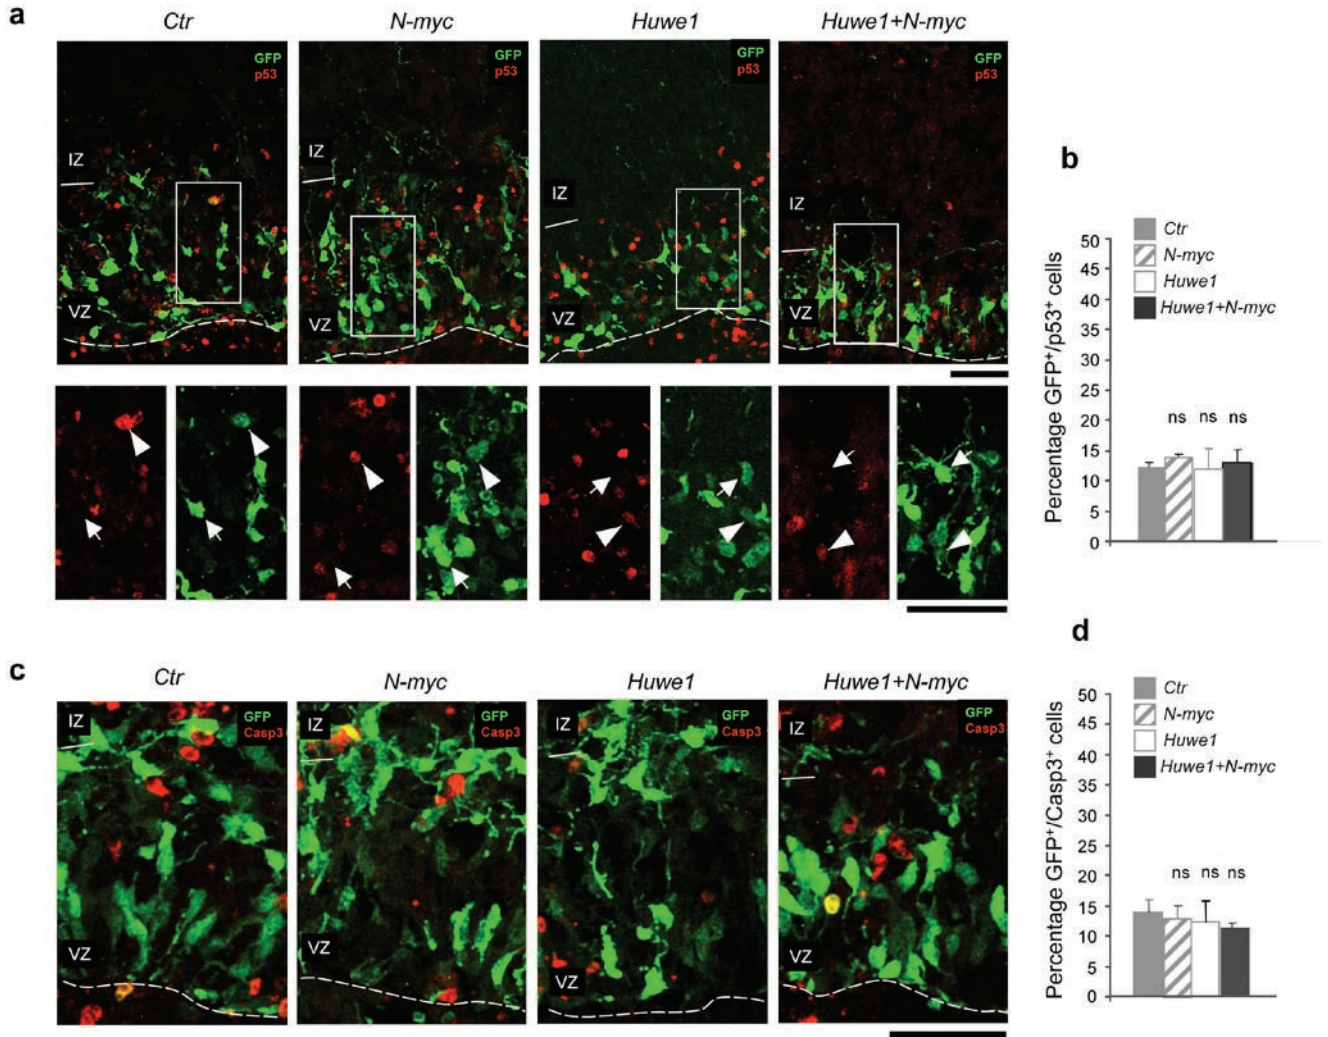 a
Ctr
N-myc
Huwe1
Huwe1+N-myc
GFP
p53
IZ
VZ
GFP
p53
IZ
VZ
GFP
p53
IZ
VZ
GFP
p53
IZ
VZ
b
Ctr
N-myc
Huwe1
Huwe1+N-myc
Percentage GFP⁺/p53⁺ cells
50
45
40
35
30
25
20
15
10
5
0
ns ns ns
c
Ctr
N-myc
Huwe1
Huwe1+N-myc
IZ
GFP
Casp3
VZ
IZ
GFP
Casp3
VZ
IZ
GFP
Casp3
VZ
IZ
GFP
Casp3
VZ
d
Ctr
N-myc
Huwe1
Huwe1+N-myc
Percentage GFP⁺/Casp3⁺ cells
50
45
40
35
30
25
20
15
10
5
0
ns ns ns